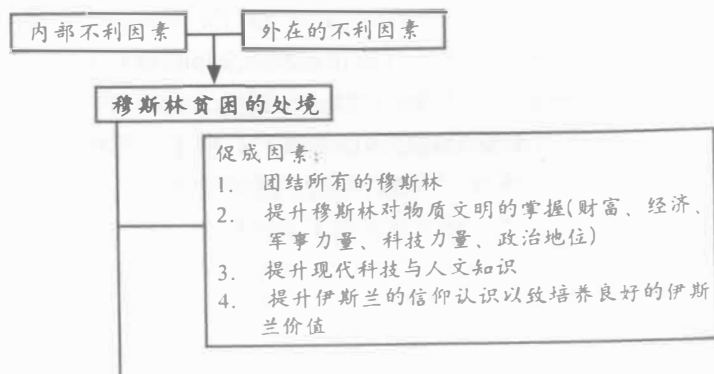 内部不利因素 外在的不利因素
穆斯林贫困的处境
促成因素：
1. 团结所有的穆斯林
2. 提升穆斯林对物质文明的掌握(财富、经济、
军事力量、科技力量、政治地位)
3. 提升现代科技与人文知识
4. 提升伊斯兰的信仰认识以致培养良好的伊斯
兰价值